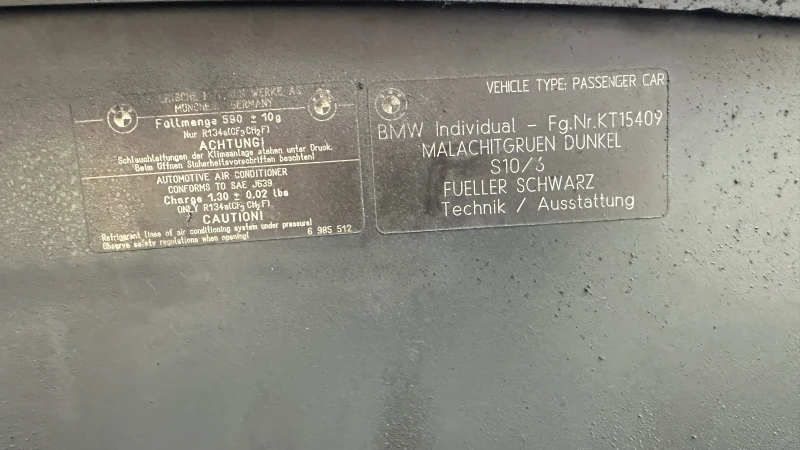 WERKE AG
MÜNCHEN GERMANY
Füllmenge 590 ± 10g
Nur R134a(CF3CH2F)
ACHTUNG!
Schlauchleitungen der Klimaanlage stehen unter Druck.
Beim Öffnen Sicherheitsvorschriften beachten!
AUTOMOTIVE AIR CONDITIONER
CONFORMS TO SAE J639
Charge 1.30 ± 0.02 lbs
ONLY R134a(CF3CH2F)
CAUTION!
Refrigerant lines of air conditioning system under pressure!
Observe safety regulations when opening!
6 985 512
VEHICLE TYPE: PASSENGER CAR
BMW Individual - Fg.Nr.KT15409
MALACHITGRUEN DUNKEL
FUELLER SCHWARZ
Technik / Ausstattung